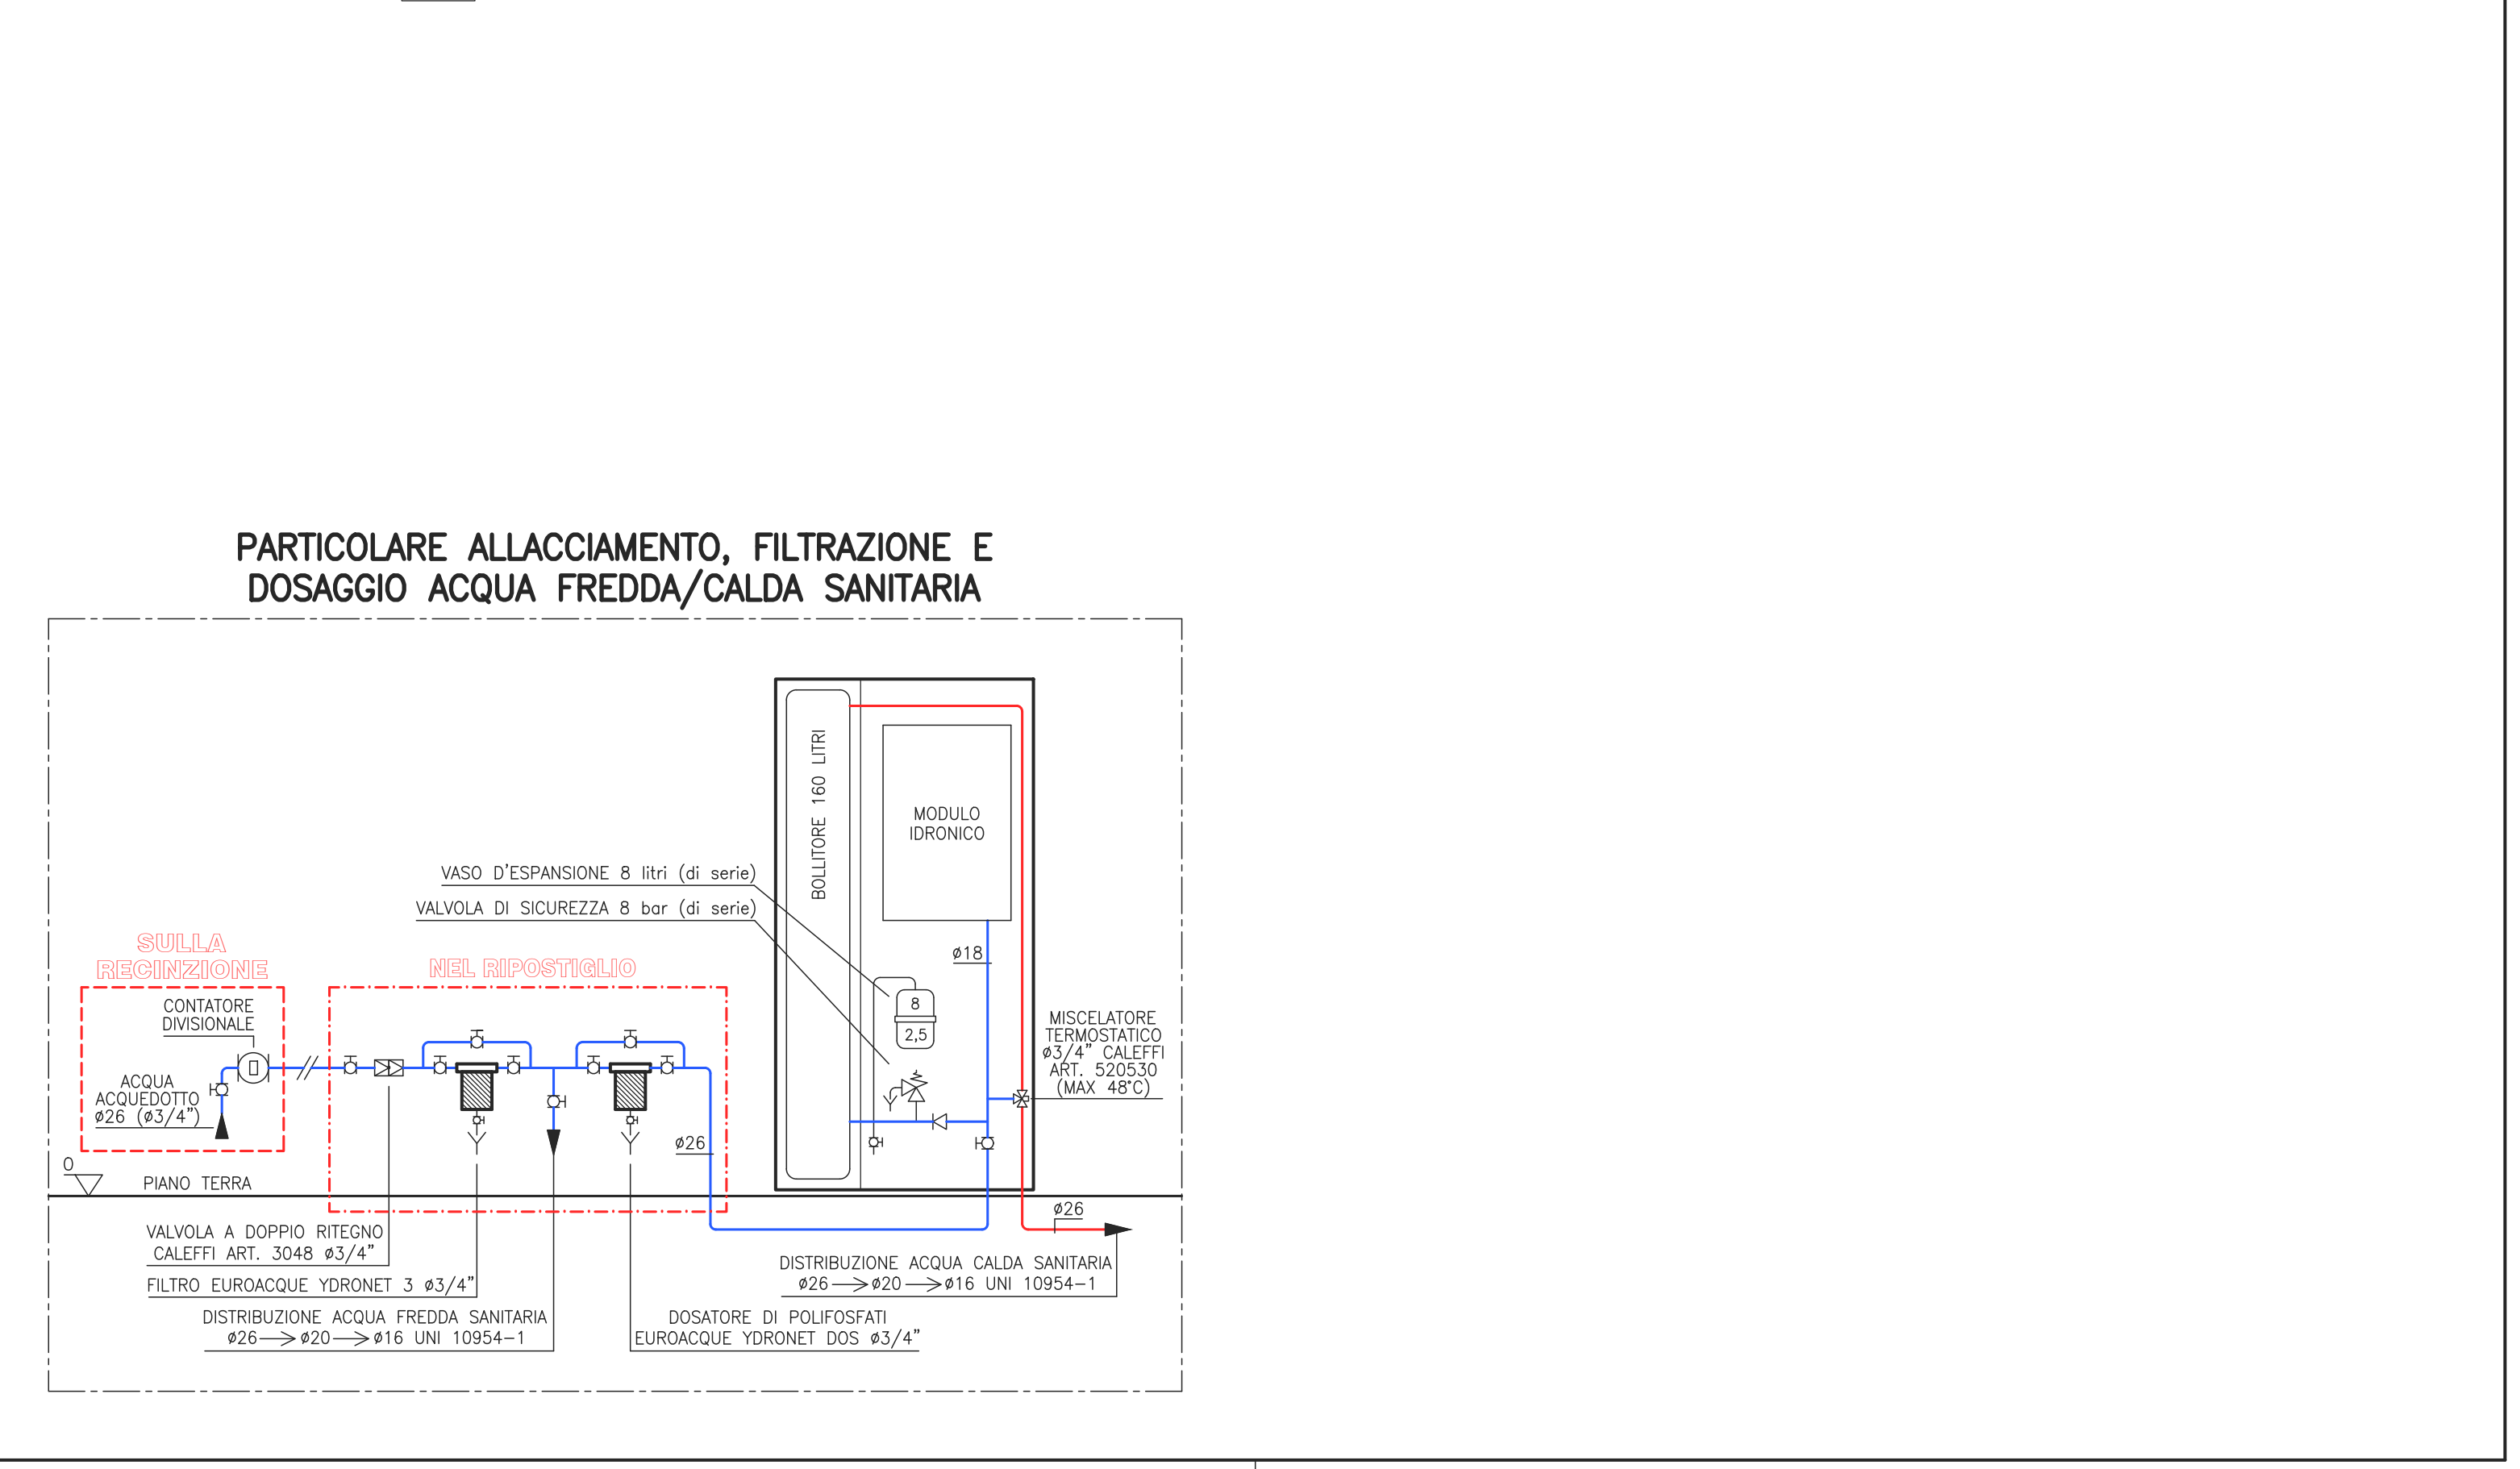 PARTICOLARE ALLACCIAMENTO, FILTRAZIONE E
DOSAGGIO ACQUA FREDDA/CALDA SANITARIA
BOLLITORE 160 LITRI
MODULO
IDRONICO
VASO D'ESPANSIONE 8 litri (di serie)
VALVOLA DI SICUREZZA 8 bar (di serie)
SULLA
RECINZIONE
NEL RIPOSTIGLIO
ø18
CONTATORE
DIVISIONALE
8
2,5
MISCELATORE
TERMOSTATICO
ø3/4" CALEFFI
ART. 520530
(MAX 48°C)
ACQUA
ACQUEDOTTO
ø26 (ø3/4")
ø26
0
PIANO TERRA
ø26
VALVOLA A DOPPIO RITEGNO
CALEFFI ART. 3048 ø3/4"
FILTRO EUROACQUE YDRONET 3 ø3/4"
DISTRIBUZIONE ACQUA CALDA SANITARIA
ø26→ø20→ø16 UNI 10954-1
DISTRIBUZIONE ACQUA FREDDA SANITARIA
ø26→ø20→ø16 UNI 10954-1
DOSATORE DI POLIFOSFATI
EUROACQUE YDRONET DOS ø3/4"